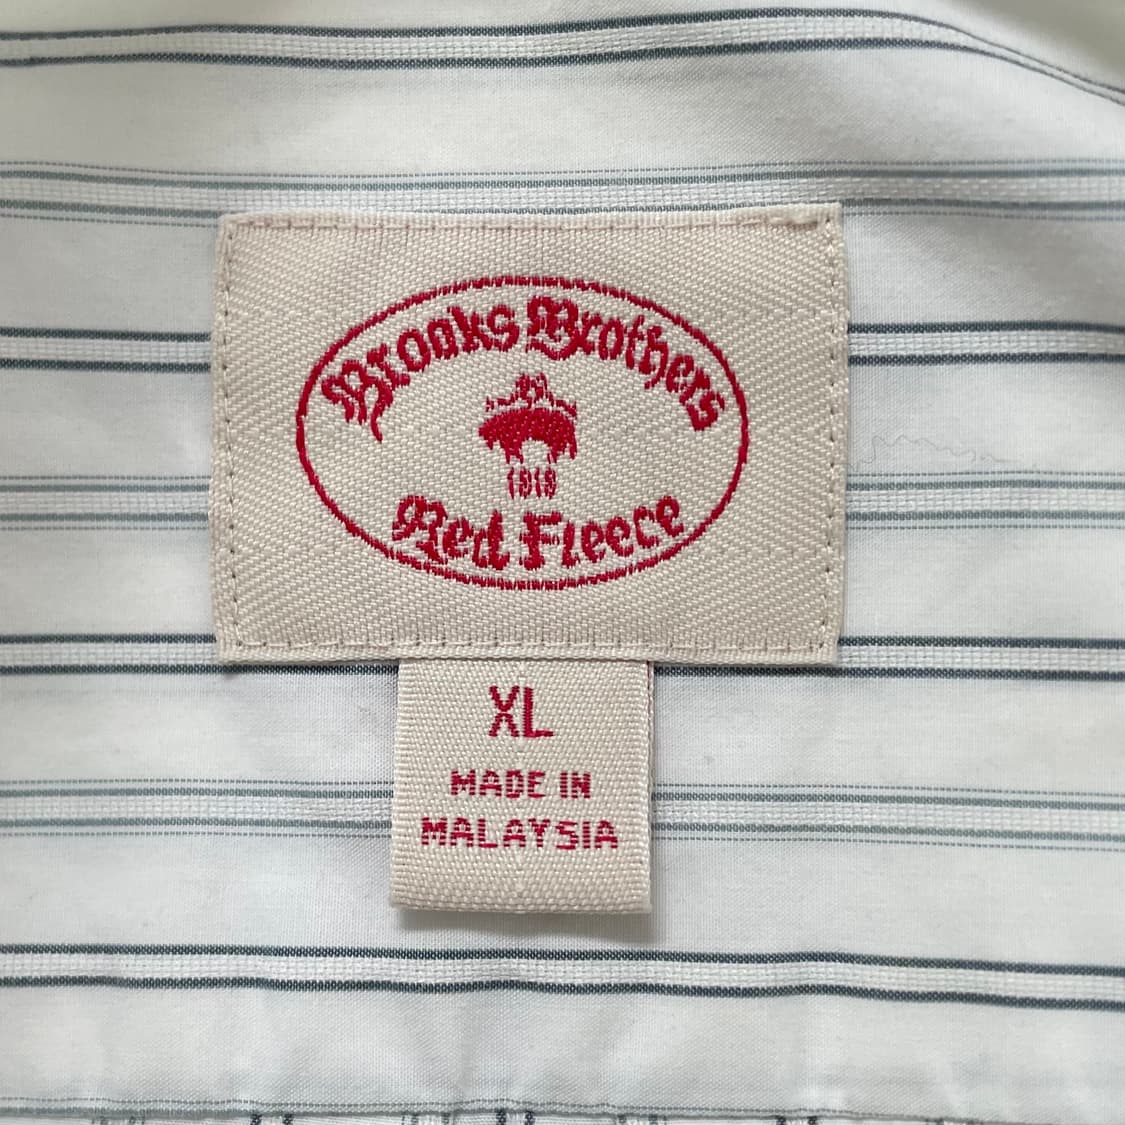 Brooks Brothers
1818
Red Fleece
XL
MADE IN
MALAYSIA